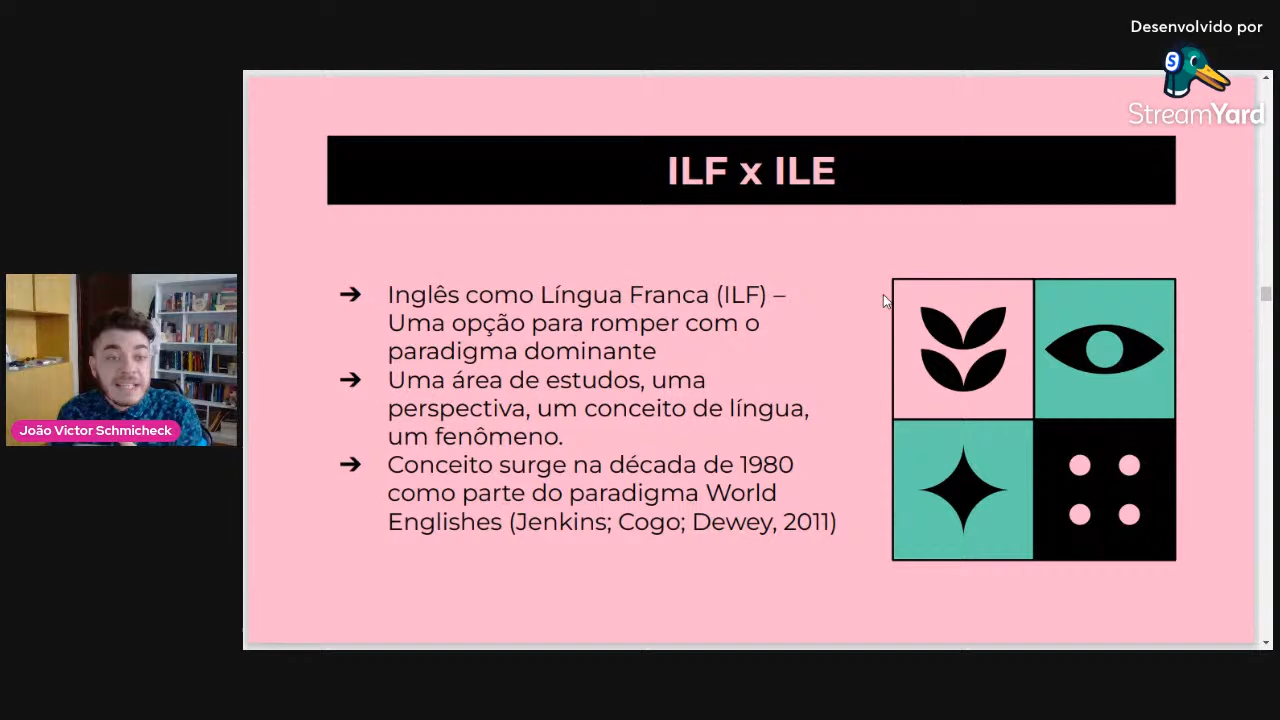 Desenvolvido por
StreamYard
ILF x ILE
➔ Inglês como Língua Franca (ILF) –
Uma opção para romper com o
paradigma dominante
➔ Uma área de estudos, uma
perspectiva, um conceito de língua,
um fenômeno.
➔ Conceito surge na década de 1980
como parte do paradigma World
Englishes (Jenkins; Cogo; Dewey, 2011)
João Victor Schmicheck